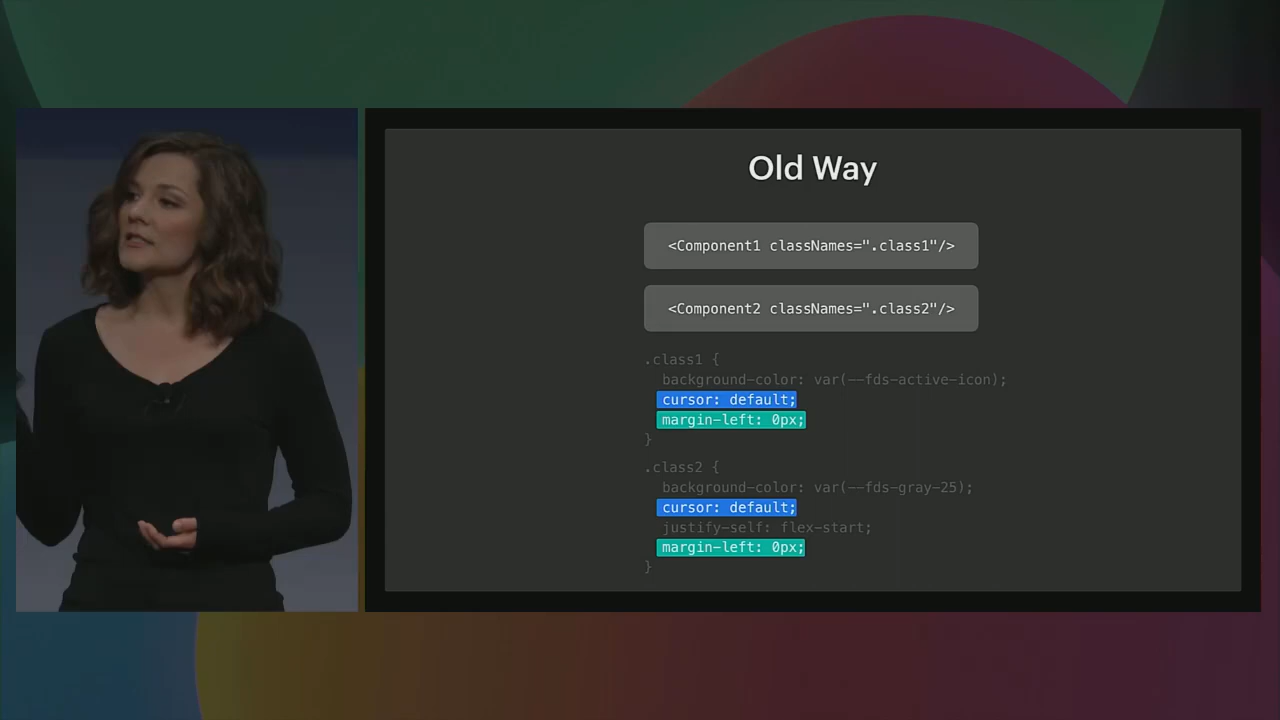 Old Way
<Component1 classNames=".class1"/>
<Component2 classNames=".class2"/>
.class1 {
background-color: var(--fds-active-icon);
cursor: default;
margin-left: 0px;
}
.class2 {
background-color: var(--fds-gray-25);
cursor: default;
justify-self: flex-start;
margin-left: 0px;
}